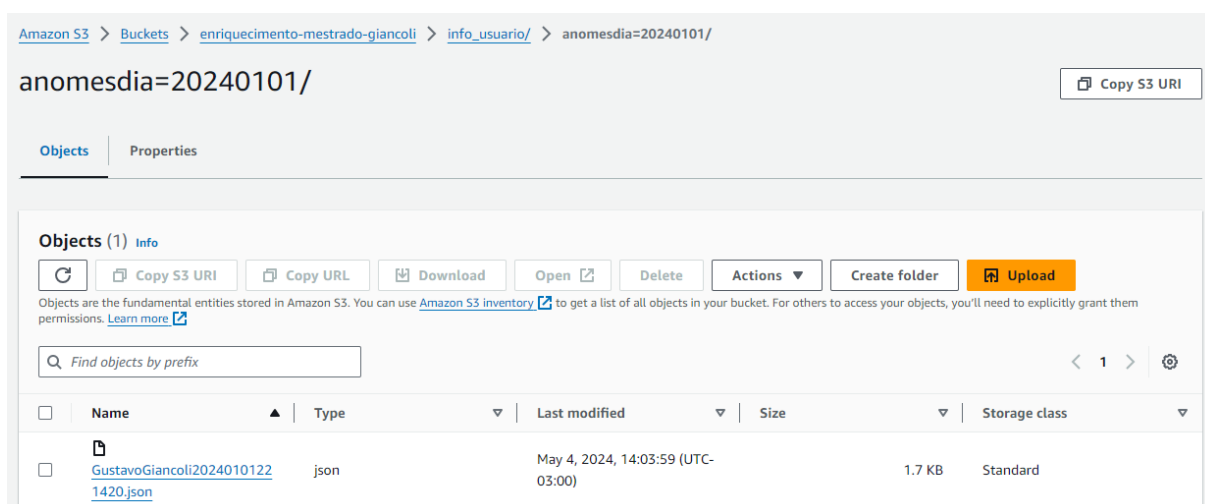 Amazon S3 > Buckets > enriquecimento-mestrado-giancoli > info_usuario/ > anomesdia=20240101/
anomesdia=20240101/
Copy S3 URI
Objects Properties
Objects (1) Info
Copy S3 URI Copy URL Download Open Delete Actions Create folder Upload
Objects are the fundamental entities stored in Amazon S3. You can use Amazon S3 inventory to get a list of all objects in your bucket. For others to access your objects, you'll need to explicitly grant them
permissions. Learn more
Find objects by prefix
< 1 >
Name Type Last modified Size Storage class
GustavoGiancoli2024010122
1420.json
json
May 4, 2024, 14:03:59 (UTC-
03:00)
1.7 KB
Standard